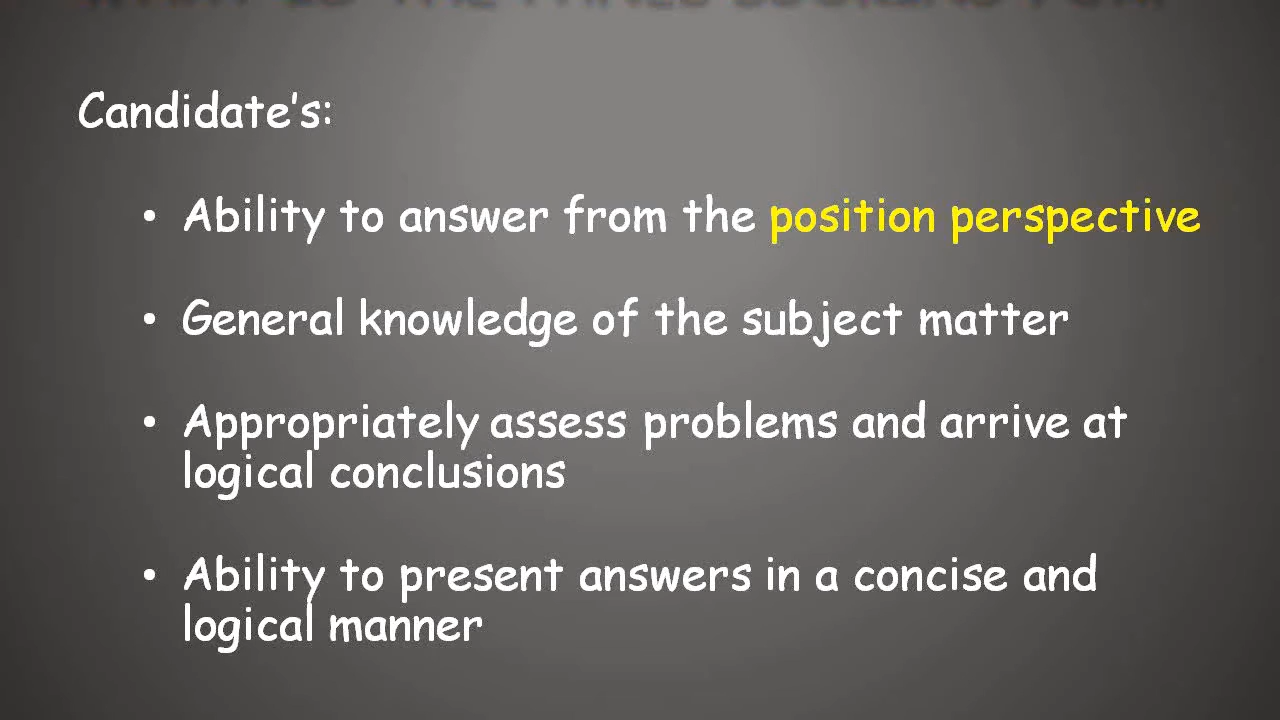 Candidate's:
• Ability to answer from the position perspective
• General knowledge of the subject matter
• Appropriately assess problems and arrive at
logical conclusions
• Ability to present answers in a concise and
logical manner